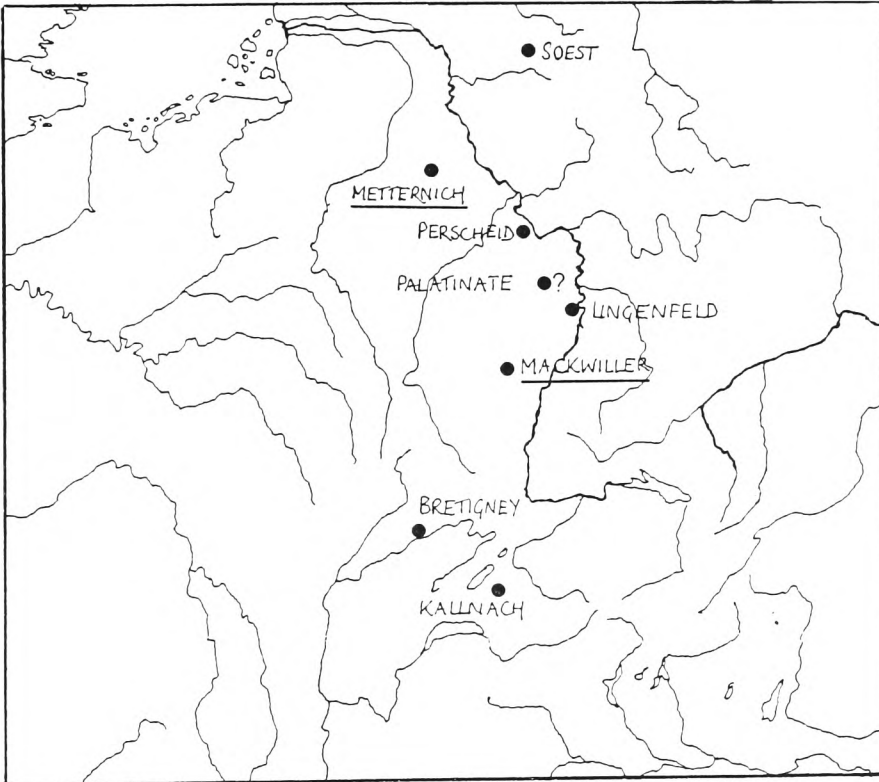 SOEST
METTERNICH
PERSCHEID
PALATINATE ?
LINGENFELD
MACKWILLER
BRETIGNEY
KALLNACH